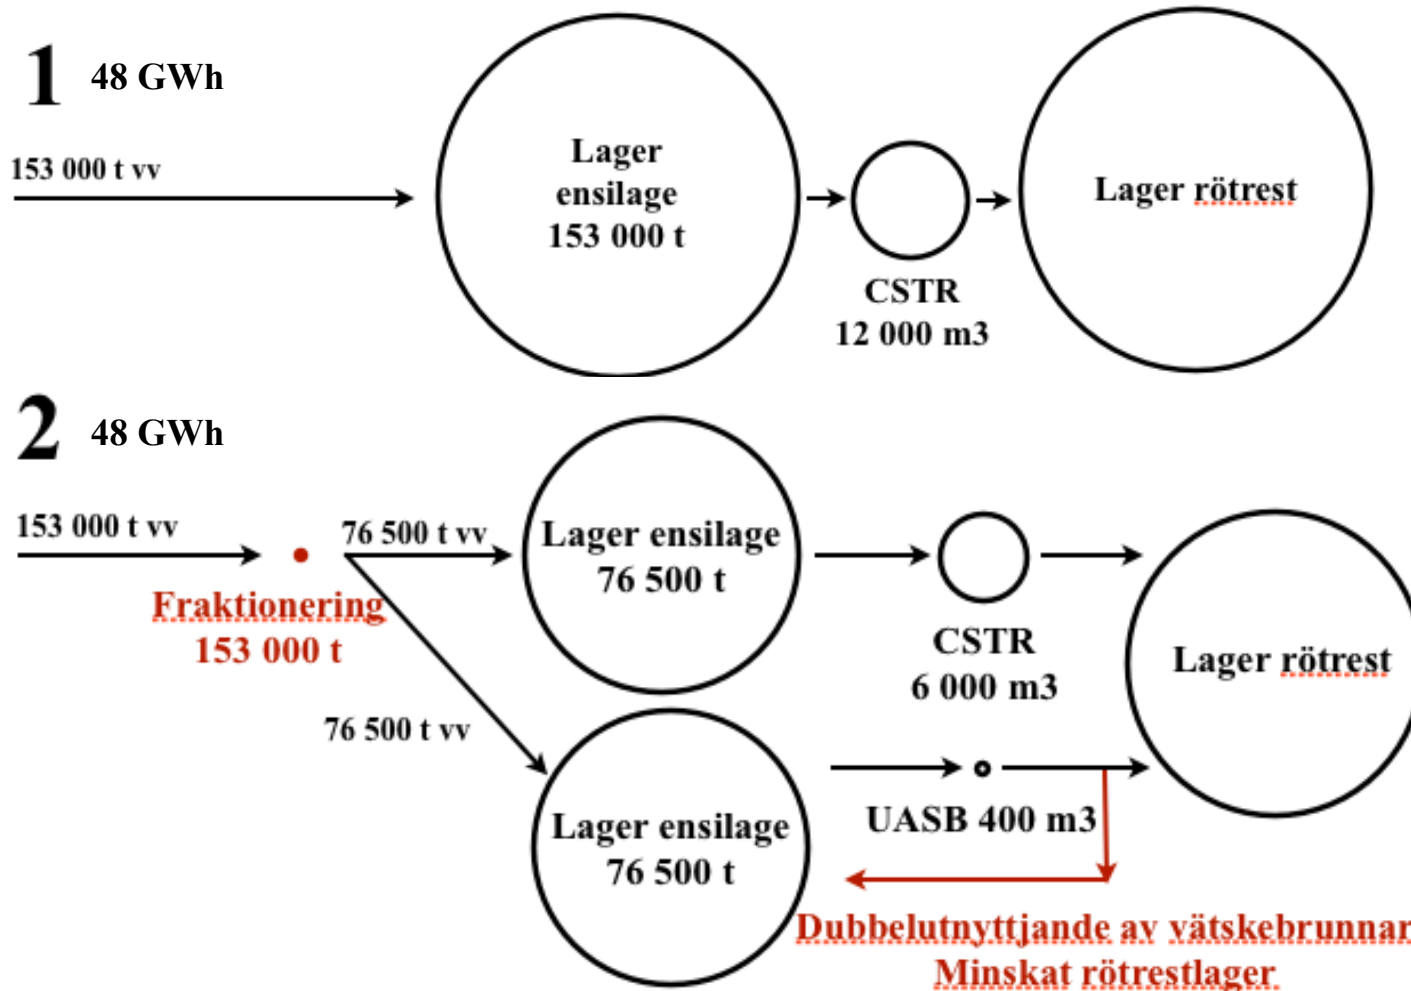 1 48 GWh
153 000 t vv
Lager
ensilage
153 000 t
CSTR
12 000 m3
Lager rötrest
2 48 GWh
153 000 t vv
Fraktionering
153 000 t
76 500 t vv
76 500 t vv
Lager ensilage
76 500 t
CSTR
6 000 m3
Lager rötrest
Lager ensilage
76 500 t
UASB 400 m3
Dubbelutnyttjande av vätskebrunnar
Minskat rötrestlager